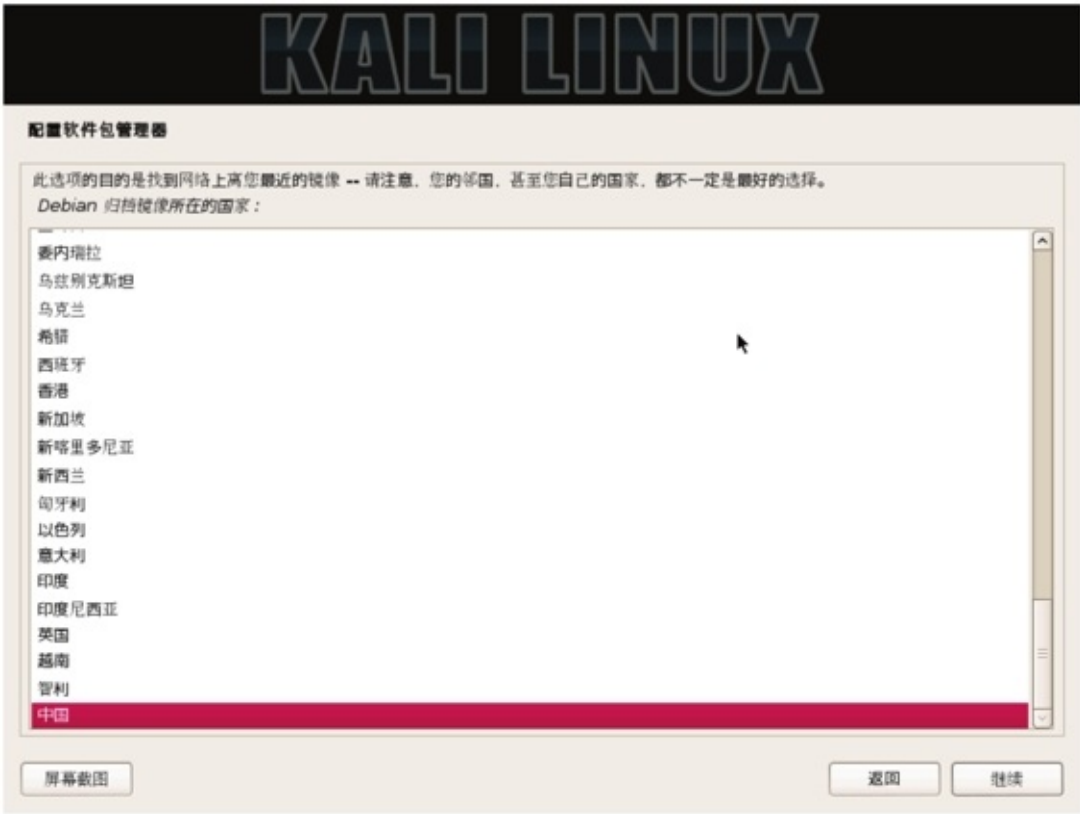 KALI LINUX
配置软件包管理器
此选项的目的是找到网络上离您最近的镜像 -- 请注意，您的邻国，甚至您自己的国家，都不一定是最好的选择。
Debian 归档镜像所在的国家：
委内瑞拉
乌兹别克斯坦
乌克兰
希腊
西班牙
香港
新加坡
新喀里多尼亚
新西兰
匈牙利
以色列
意大利
印度
印度尼西亚
英国
越南
智利
中国
屏幕截图
返回
继续